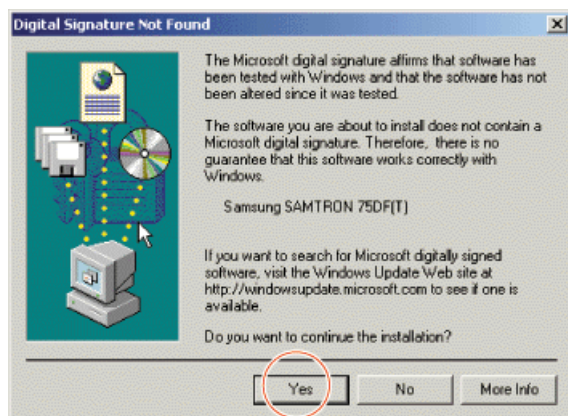 Digital Signature Not Found
The Microsoft digital signature affirms that software has
been tested with Windows and that the software has not
been altered since it was tested.
The software you are about to install does not contain a
Microsoft digital signature. Therefore, there is no
guarantee that this software works correctly with
Windows.
Samsung SAMTRON 75DF(T)
If you want to search for Microsoft digitally signed
software, visit the Windows Update Web site at
http://windowsupdate.microsoft.com to see if one is
available.
Do you want to continue the installation?
Yes No More Info